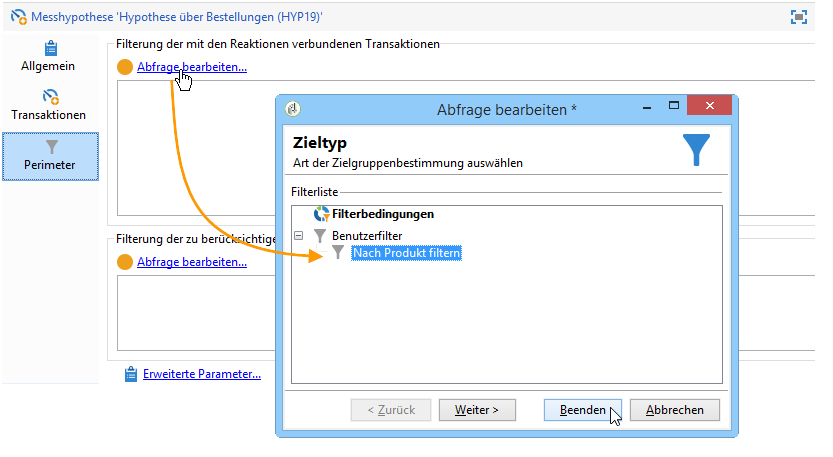 Messhypothese 'Hypothese über Bestellungen (HYP19)'
Allgemein
Transaktionen
Perimeter
Filterung der mit den Reaktionen verbundenen Transaktionen
Abfrage bearbeiten...
Filterung der zu berücksichtige
Abfrage bearbeiten...
Erweiterte Parameter...
Abfrage bearbeiten *
Zieltyp
Art der Zielgruppenbestimmung auswählen
Filterliste
Filterbedingungen
Benutzerfilter
Nach Produkt filtern
< Zurück
Weiter >
Beenden
Abbrechen